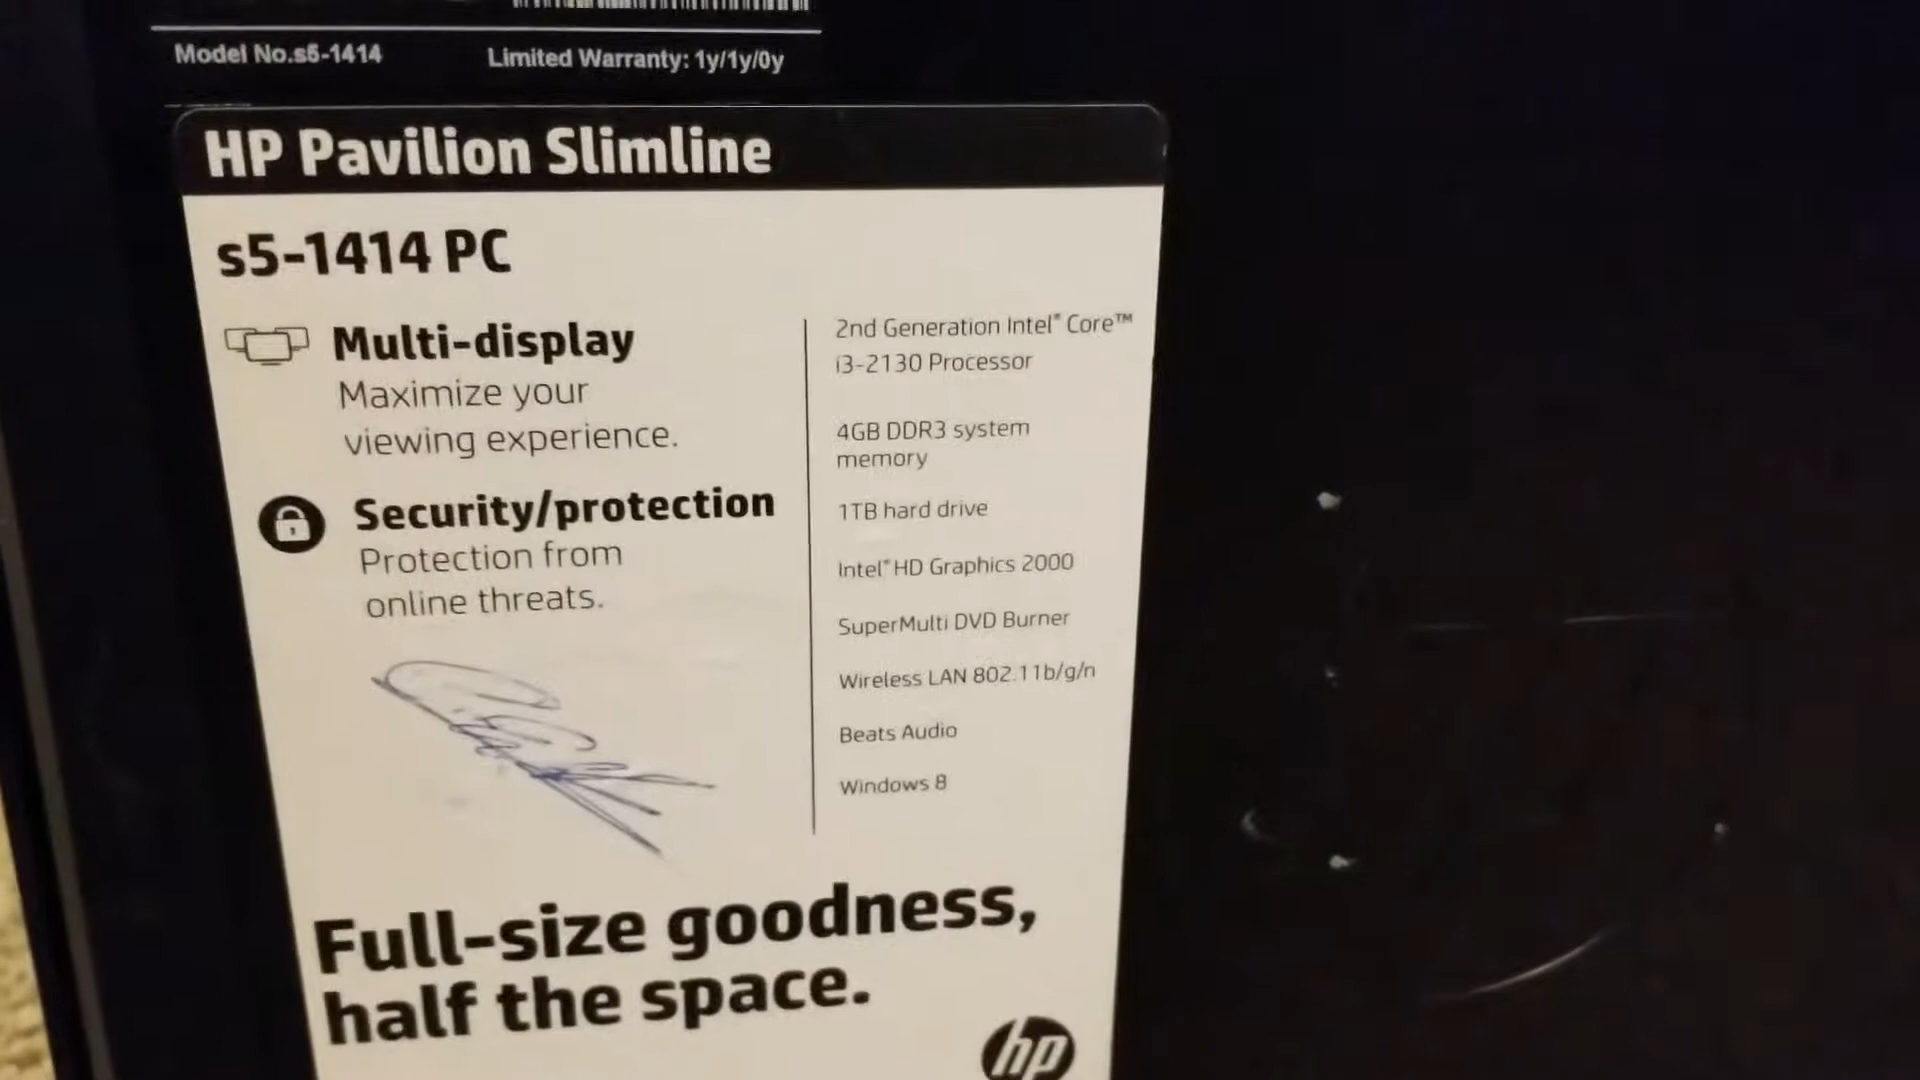 Model No.s5-1414 Limited Warranty: 1y/1y/0y
HP Pavilion Slimline
s5-1414 PC
Multi-display
Maximize your
viewing experience.
Security/protection
Protection from
online threats.
2nd Generation Intel® Core™
i3-2130 Processor
4GB DDR3 system
memory
1TB hard drive
Intel® HD Graphics 2000
SuperMulti DVD Burner
Wireless LAN 802.11b/g/n
Beats Audio
Windows 8
Full-size goodness,
half the space.
hp